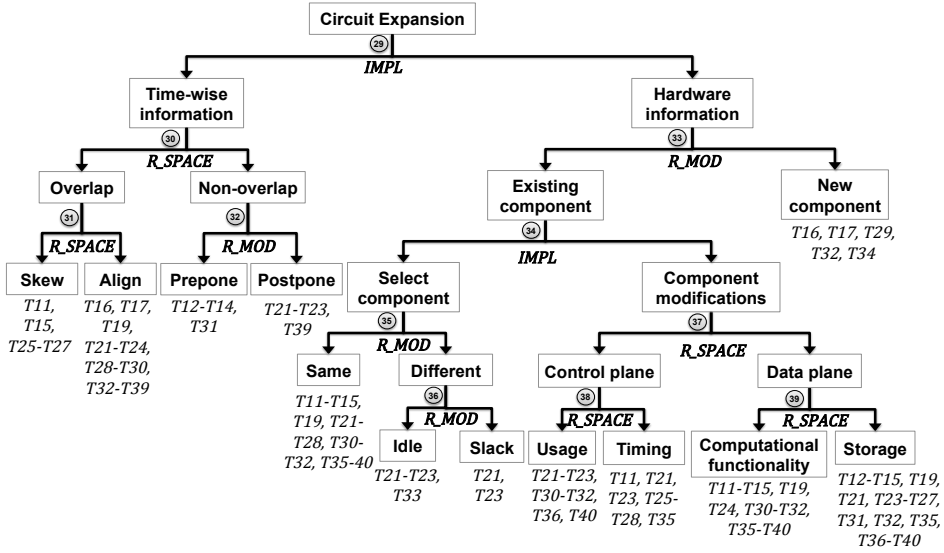 Circuit Expansion
29
IMPL
Time-wise
information
Hardware
information
30
R_SPACE
33
R_MOD
Overlap
Non-overlap
Existing
component
New
component
31
R_SPACE
32
R_MOD
34
IMPL
T16, T17, T29,
T32, T34
Skew
Align
Prepone
Postpone
Select
component
Component
modifications
T11,
T15,
T25-T27
T16, T17,
T19,
T21-T24,
T28-T30,
T32-T39
T12-T14,
T31
T21-T23,
T39
35
R_MOD
37
R_SPACE
Same
Different
Control plane
Data plane
T11-T15,
T19, T21-
T28, T30-
T32, T35-40
36
R_MOD
38
R_SPACE
39
R_SPACE
Idle
Slack
Usage
Timing
Computational
functionality
Storage
T21-T23,
T33
T21,
T23
T21-T23,
T30-T32,
T36, T40
T11, T21,
T23, T25-
T28, T35
T11-T15, T19,
T24, T30-T32,
T35-T40
T12-T15, T19,
T21, T23-T27,
T31, T32, T35,
T36-T40